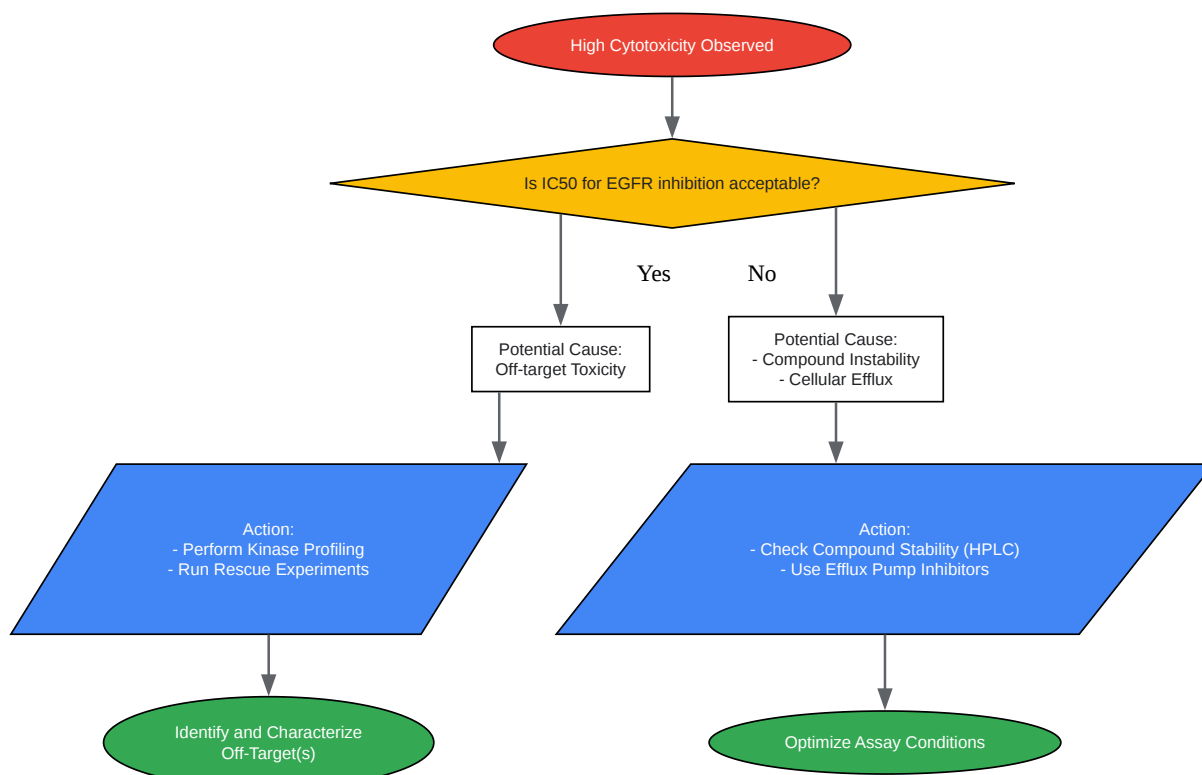 High Cytotoxicity Observed
Is IC50 for EGFR inhibition acceptable?
Yes
No
Potential Cause:
Off-target Toxicity
Potential Cause:
- Compound Instability
- Cellular Efflux
Action:
- Perform Kinase Profiling
- Run Rescue Experiments
Action:
- Check Compound Stability (HPLC)
- Use Efflux Pump Inhibitors
Identify and Characterize
Off-Target(s)
Optimize Assay Conditions